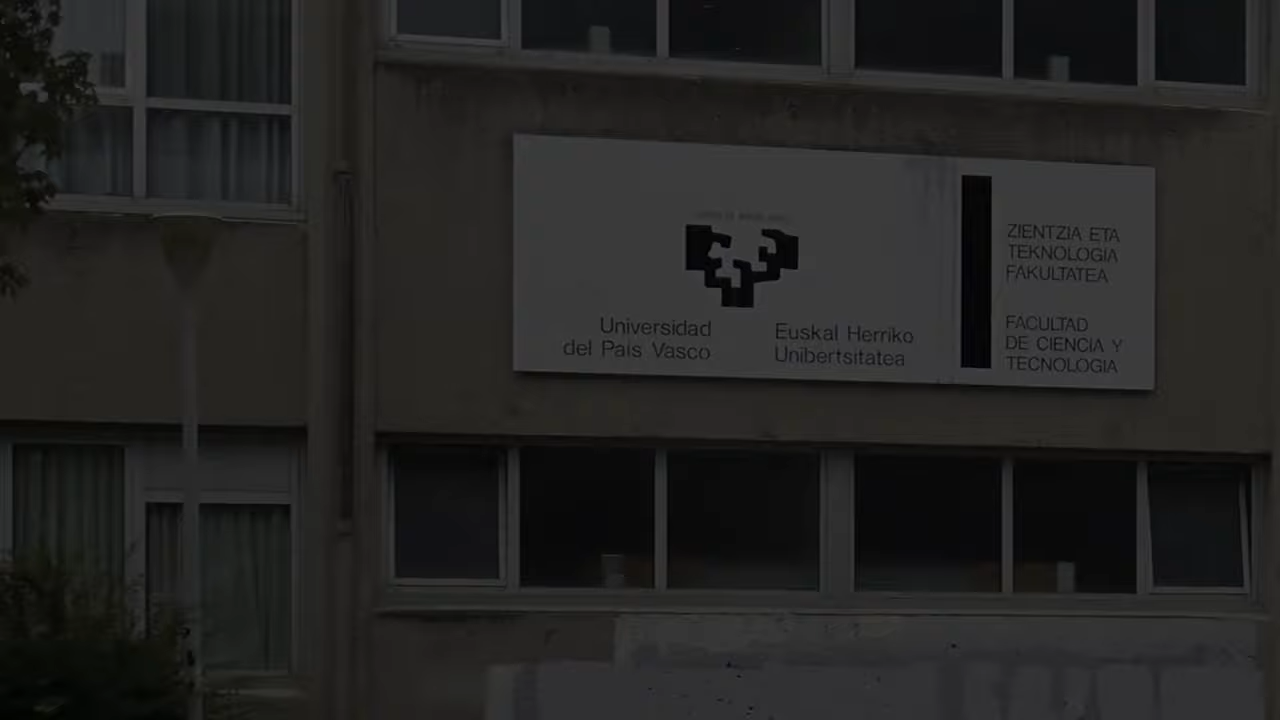 Universidad
del País Vasco
Euskal Herriko
Unibertsitatea
ZIENTZIA ETA
TEKNOLOGIA
FAKULTATEA
FACULTAD
DE CIENCIA Y
TECNOLOGIA